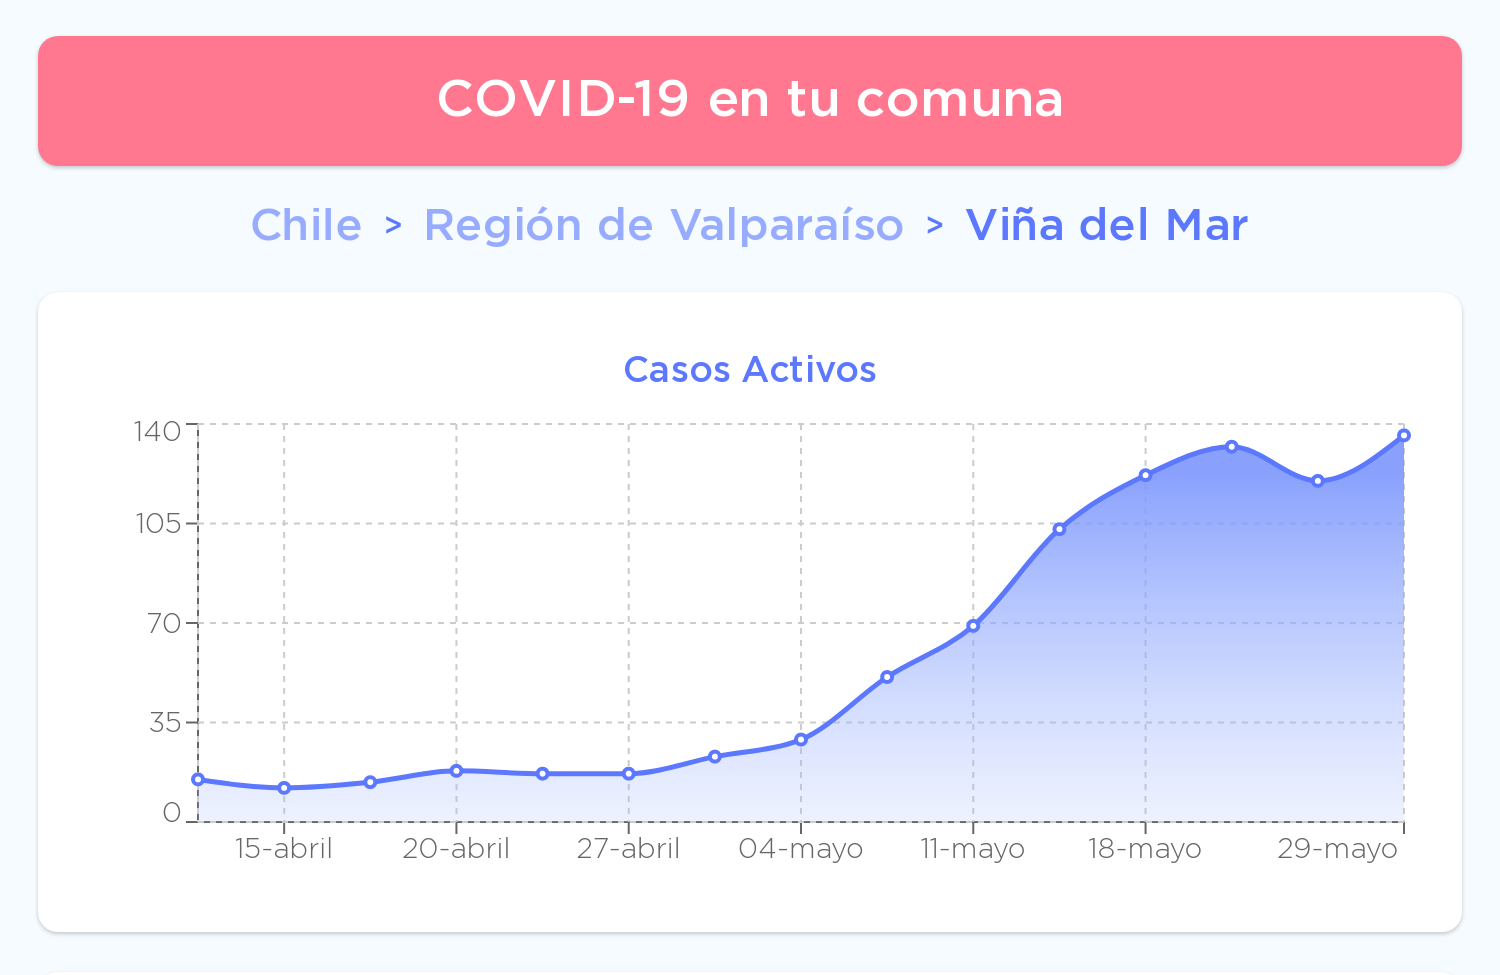 COVID-19 en tu comuna
Chile > Región de Valparaíso > Viña del Mar
Casos Activos
140
105
70
35
0
15-abril 20-abril 27-abril 04-mayo 11-mayo 18-mayo 29-mayo